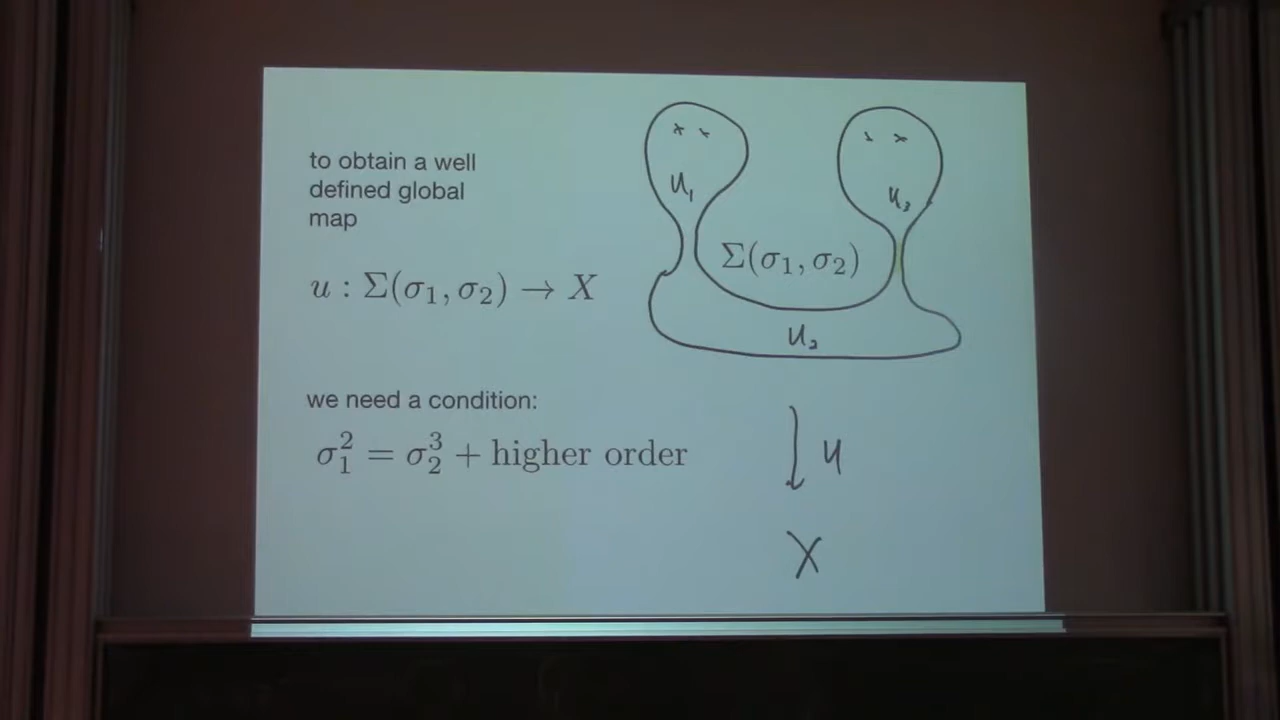 to obtain a well
defined global
map
u : Σ(σ₁, σ₂) → X
we need a condition:
σ₁² = σ₂³ + higher order
u₁
u₃
Σ(σ₁, σ₂)
u₂
u
X